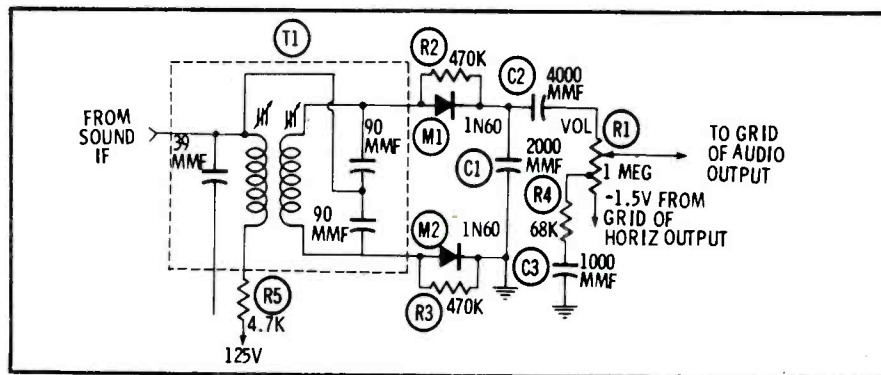 T1
R2
470K
C2
4000
MMF
FROM
SOUND
IF
39
MMF
90
MMF
M1
1N60
VOL
R1
TO GRID
OF AUDIO
OUTPUT
2000
MMF
C1
1 MEG
R4
-1.5V FROM
GRID OF
HORIZ OUTPUT
90
MMF
M2
1N60
68K
C3
1000
MMF
R5
4.7K
R3
470K
125V